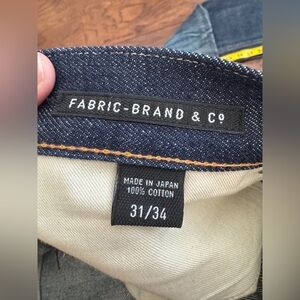 FABRIC-BRAND & Cº
MADE IN JAPAN
100% COTTON
31/34